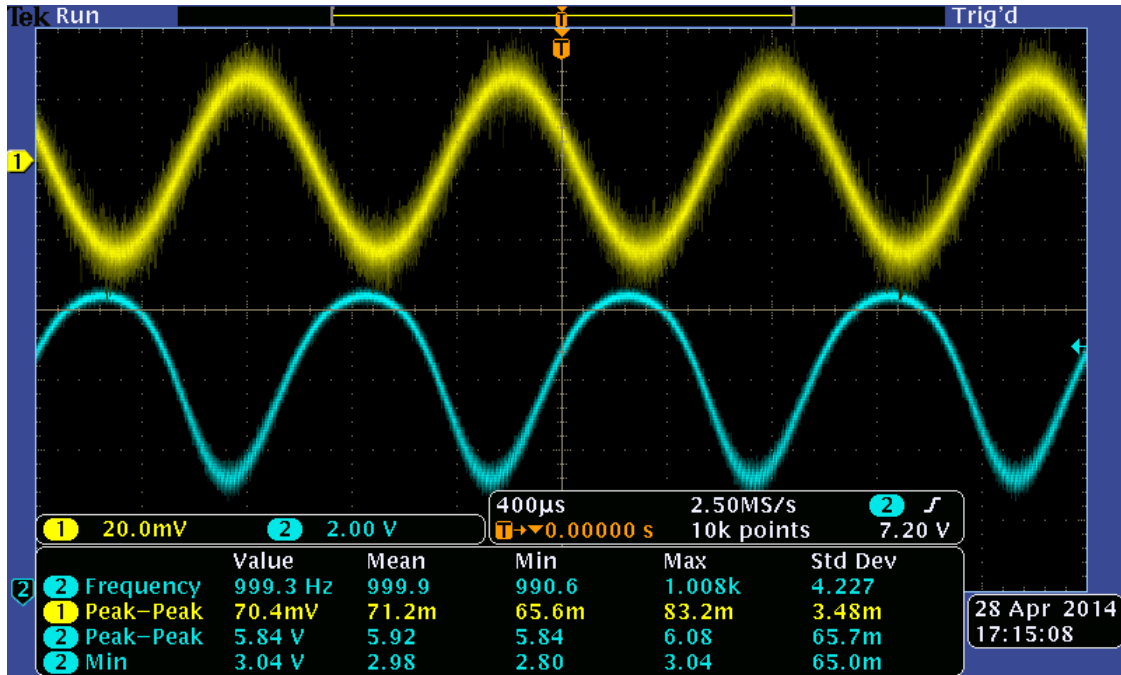 Tek Run Trig'd
T
T
1
400µs 2.50MS/s 2
1 20.0mV 2 2.00 V T→▼0.00000 s 10k points 7.20 V
Value Mean Min Max Std Dev
2 2 Frequency 999.3 Hz 999.9 990.6 1.008k 4.227
1 Peak–Peak 70.4mV 71.2m 65.6m 83.2m 3.48m
2 Peak–Peak 5.84 V 5.92 5.84 6.08 65.7m
2 Min 3.04 V 2.98 2.80 3.04 65.0m
28 Apr 2014
17:15:08